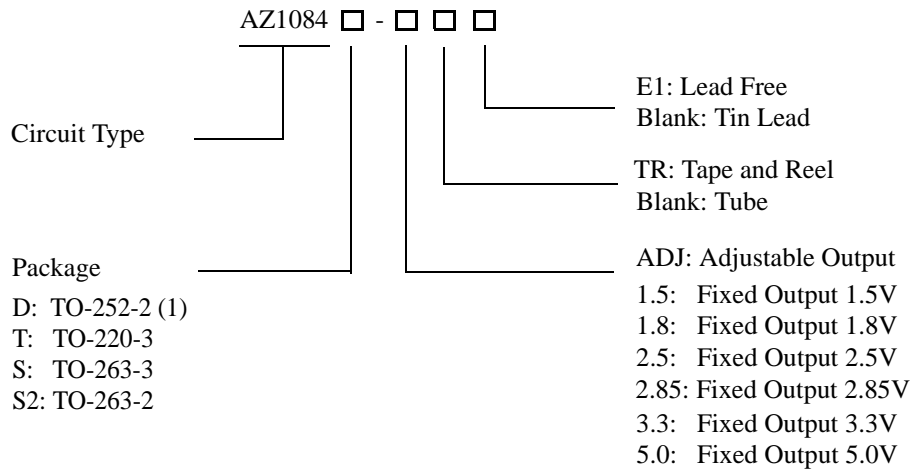 AZ1084 □ - □ □ □
E1: Lead Free
Blank: Tin Lead
Circuit Type
TR: Tape and Reel
Blank: Tube
Package
D: TO-252-2 (1)
T: TO-220-3
S: TO-263-3
S2: TO-263-2
ADJ: Adjustable Output
1.5: Fixed Output 1.5V
1.8: Fixed Output 1.8V
2.5: Fixed Output 2.5V
2.85: Fixed Output 2.85V
3.3: Fixed Output 3.3V
5.0: Fixed Output 5.0V